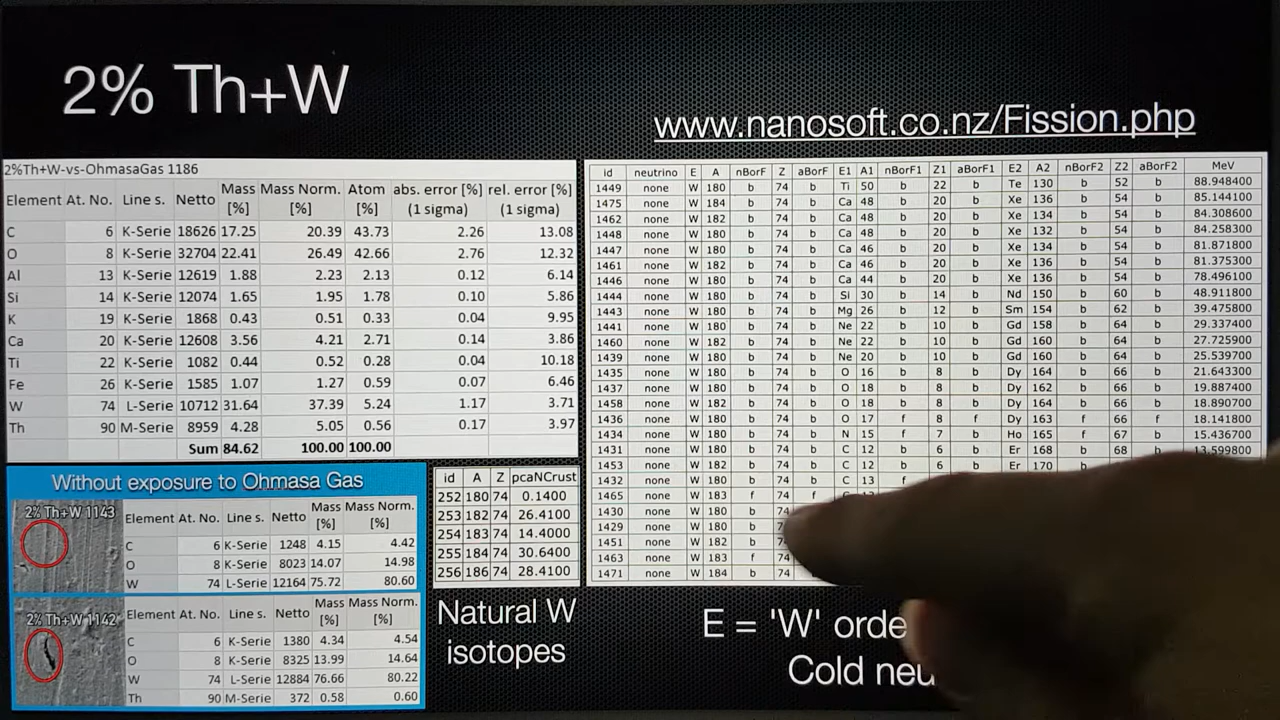 2% Th+W
www.nanosoft.co.nz/Fission.php
2%Th+W-vs-OhmasaGas 1186
Element At. No. Line s. Netto Mass [%] Mass Norm. [%] Atom [%] abs. error [%] (1 sigma) rel. error [%] (1 sigma)
C 6 K-Serie 18626 17.25 20.39 43.73 2.26 13.08
O 8 K-Serie 32704 22.41 26.49 42.66 2.76 12.32
Al 13 K-Serie 12619 1.88 2.23 2.13 0.12 6.14
Si 14 K-Serie 12074 1.65 1.95 1.78 0.10 5.86
K 19 K-Serie 1868 0.43 0.51 0.33 0.04 9.95
Ca 20 K-Serie 12608 3.56 4.21 2.71 0.14 3.86
Ti 22 K-Serie 1082 0.44 0.52 0.28 0.04 10.18
Fe 26 K-Serie 1585 1.07 1.27 0.59 0.07 6.46
W 74 L-Serie 10712 31.64 37.39 5.24 1.17 3.71
Th 90 M-Serie 8959 4.28 5.05 0.56 0.17 3.97
Sum 84.62 100.00 100.00
id neutrino E A nBorF Z aBorF E1 A1 nBorF1 Z1 aBorF1 E2 A2 nBorF2 Z2 aBorF2 MeV
1449 none W 180 b 74 b Ti 50 b 22 b Te 130 b 52 b 88.948400
1475 none W 184 b 74 b Ca 48 b 20 b Xe 136 b 54 b 85.144100
1462 none W 182 b 74 b Ca 48 b 20 b Xe 134 b 54 b 84.308600
1448 none W 180 b 74 b Ca 48 b 20 b Xe 132 b 54 b 84.258300
1447 none W 180 b 74 b Ca 46 b 20 b Xe 134 b 54 b 81.871800
1461 none W 182 b 74 b Ca 46 b 20 b Xe 136 b 54 b 81.375300
1446 none W 180 b 74 b Ca 44 b 20 b Xe 136 b 54 b 78.496100
1444 none W 180 b 74 b Si 30 b 14 b Nd 150 b 60 b 48.911800
1443 none W 180 b 74 b Mg 26 b 12 b Sm 154 b 62 b 39.475800
1441 none W 180 b 74 b Ne 22 b 10 b Gd 158 b 64 b 29.337400
1460 none W 182 b 74 b Ne 22 b 10 b Gd 160 b 64 b 27.725900
1439 none W 180 b 74 b Ne 20 b 10 b Gd 160 b 64 b 25.539700
1435 none W 180 b 74 b O 16 b 8 b Dy 164 b 66 b 21.643300
1437 none W 180 b 74 b O 18 b 8 b Dy 162 b 66 b 19.887400
1458 none W 182 b 74 b O 18 b 8 b Dy 164 b 66 b 18.890700
1436 none W 180 b 74 b O 17 f 8 f Dy 163 f 66 f 18.141800
1434 none W 180 b 74 b N 15 f 7 b Ho 165 f 67 b 15.436700
1431 none W 180 b 74 b C 12 b 6 b Er 168 b 68 b 13.599800
1453 none W 182 b 74 b C 12 b 6 b Er 170 b
1432 none W 180 b 74 b C 13 f
1465 none W 183 f 74 f
1430 none W 180 b 74
1429 none W 180 b
1451 none W 182 b
1463 none W 183 f 74
1471 none W 184 b 74
Without exposure to Ohmasa Gas
2% Th+W 1143
Element At. No. Line s. Netto Mass [%] Mass Norm. [%]
C 6 K-Serie 1248 4.15 4.42
O 8 K-Serie 8023 14.07 14.98
W 74 L-Serie 12164 75.72 80.60
2% Th+W 1142
Element At. No. Line s. Netto Mass [%] Mass Norm. [%]
C 6 K-Serie 1380 4.34 4.54
O 8 K-Serie 8325 13.99 14.64
W 74 L-Serie 12884 76.66 80.22
Th 90 M-Serie 372 0.58 0.60
id A Z pcaNCrust
252 180 74 0.1400
253 182 74 26.4100
254 183 74 14.4000
255 184 74 30.6400
256 186 74 28.4100
Natural W
isotopes
E = 'W' orde
Cold neu